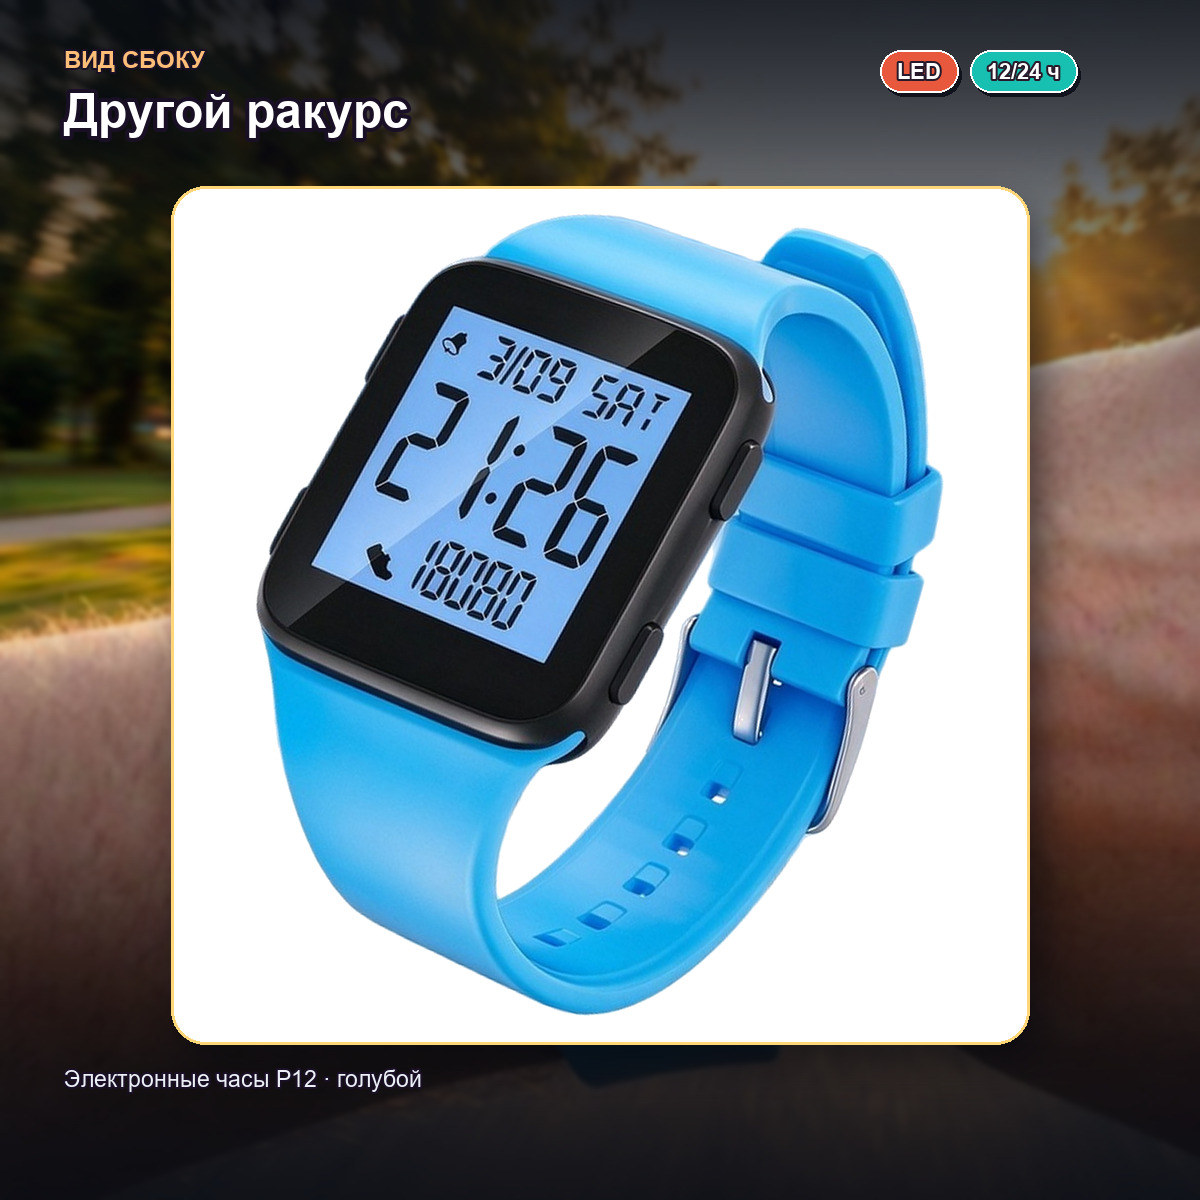 ВИД СБОКУ
Другой ракурс
LED
12/24 ч
3/09 SAT
21:26
18080
Электронные часы P12 · голубой